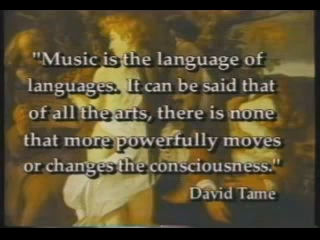 "Music is the language of
languages. It can be said that
of all the arts, there is none
that more powerfully moves
or changes the consciousness."
David Tame